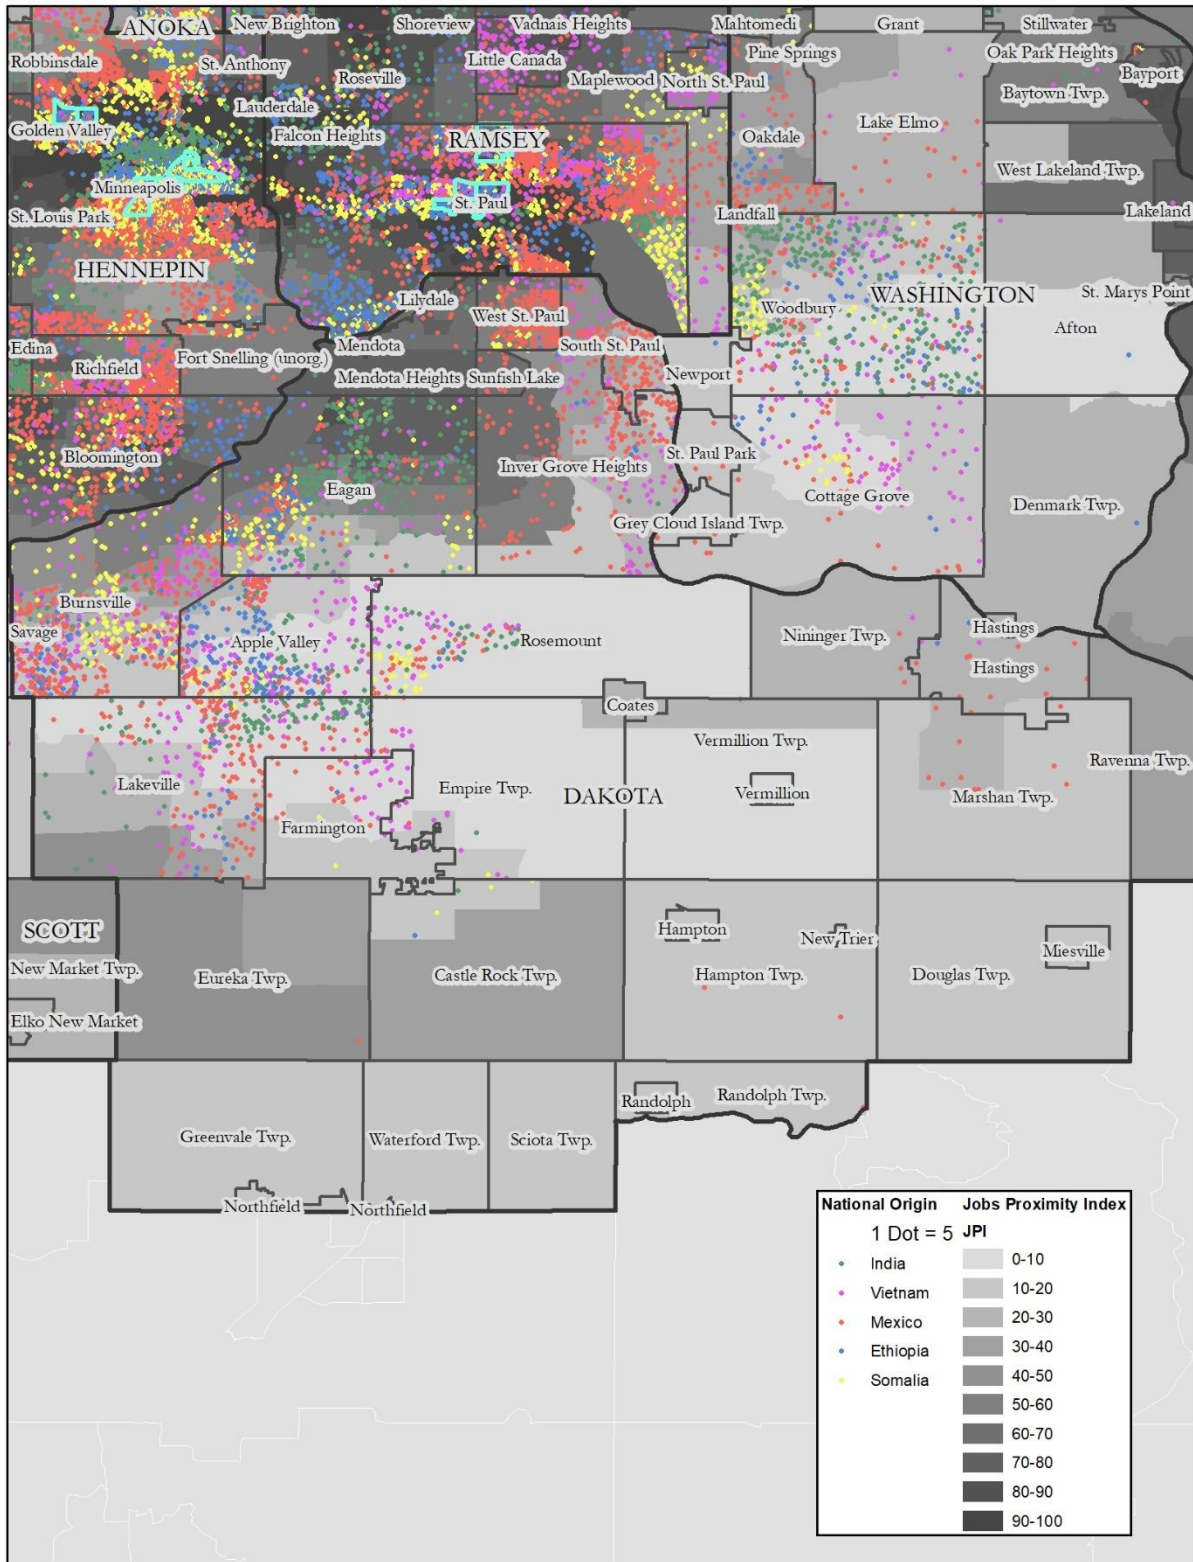 ANOKA
New Brighton
Shoreview
Vadnais Heights
Mahtomedi
Grant
Stillwater
Robbinsdale
St. Anthony
Roseville
Little Canada
Maplewood
North St. Paul
Pine Springs
Oak Park Heights
Bayport
Baytown Twp.
Golden Valley
Lauderdale
Falcon Heights
RAMSEY
Oakdale
Lake Elmo
West Lakeland Twp.
Minneapolis
St. Louis Park
St. Paul
Landfall
Lakeland
HENNEPIN
Lilydale
West St. Paul
Woodbury
WASHINGTON
St. Marys Point
Afton
Edina
Richfield
Fort Snelling (unorg.)
Mendota
Mendota Heights
Sunfish Lake
South St. Paul
Newport
Bloomington
Eagan
Inver Grove Heights
St. Paul Park
Cottage Grove
Grey Cloud Island Twp.
Denmark Twp.
Burnsville
Savage
Apple Valley
Rosemount
Nininger Twp.
Hastings
Hastings
Coates
Vermillion Twp.
Ravenna Twp.
Lakeville
Empire Twp.
DAKOTA
Vermillion
Marshan Twp.
Farmington
SCOTT
New Market Twp.
Elko New Market
Eureka Twp.
Castle Rock Twp.
Hampton
Hampton Twp.
New Trier
Douglas Twp.
Miesville
Greenvale Twp.
Waterford Twp.
Sciota Twp.
Randolph
Randolph Twp.
Northfield
Northfield
National Origin
1 Dot = 5
India
Vietnam
Mexico
Ethiopia
Somalia
Jobs Proximity Index
JPI
0-10
10-20
20-30
30-40
40-50
50-60
60-70
70-80
80-90
90-100